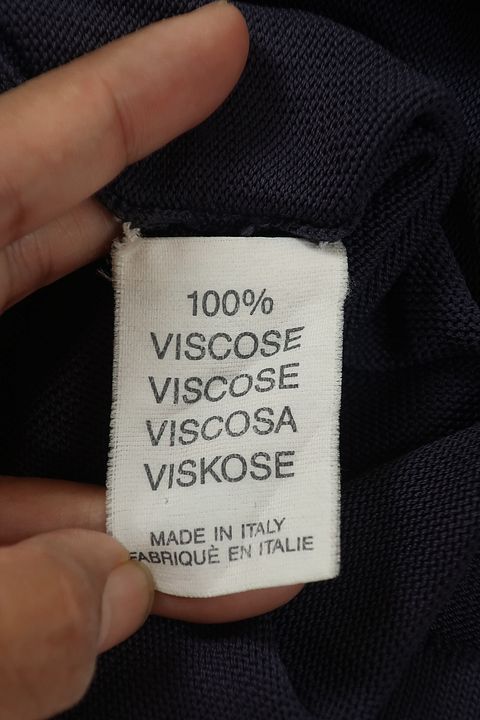 100%
VISCOSE
VISCOSE
VISCOSA
VISKOSE
MADE IN ITALY
FABRIQUÈ EN ITALIE